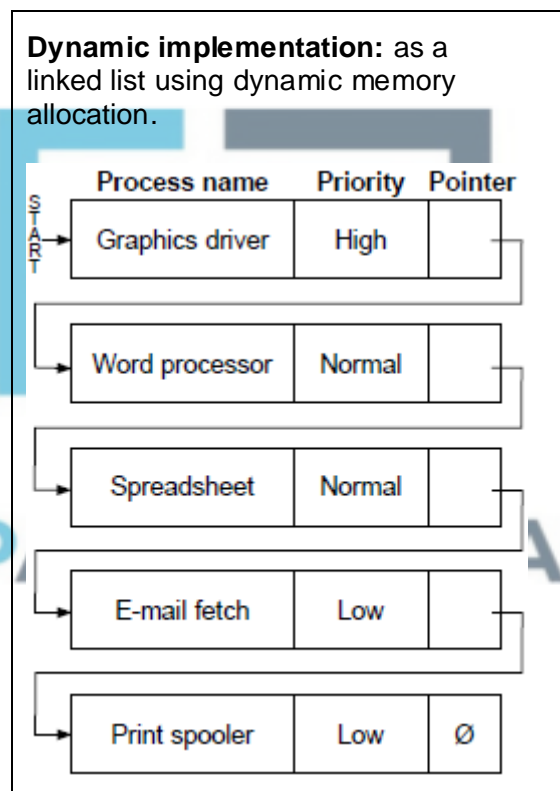 Dynamic implementation: as a
linked list using dynamic memory
allocation.
Process name Priority Pointer
START
Graphics driver High
Word processor Normal
Spreadsheet Normal
E-mail fetch Low
Print spooler Low Ø